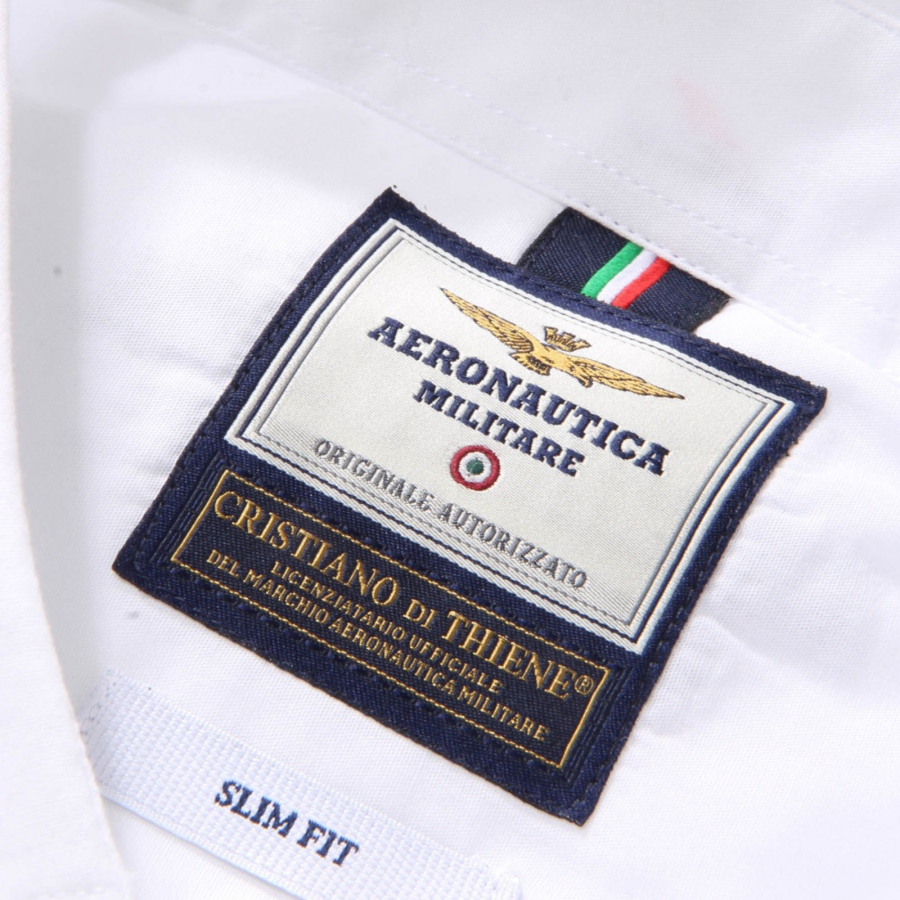 AERONAUTICA
MILITARE
ORIGINALE AUTORIZZATO
CRISTIANO DI THIENE®
LICENZIATARIO UFFICIALE
DEL MARCHIO AERONAUTICA MILITARE
SLIM FIT